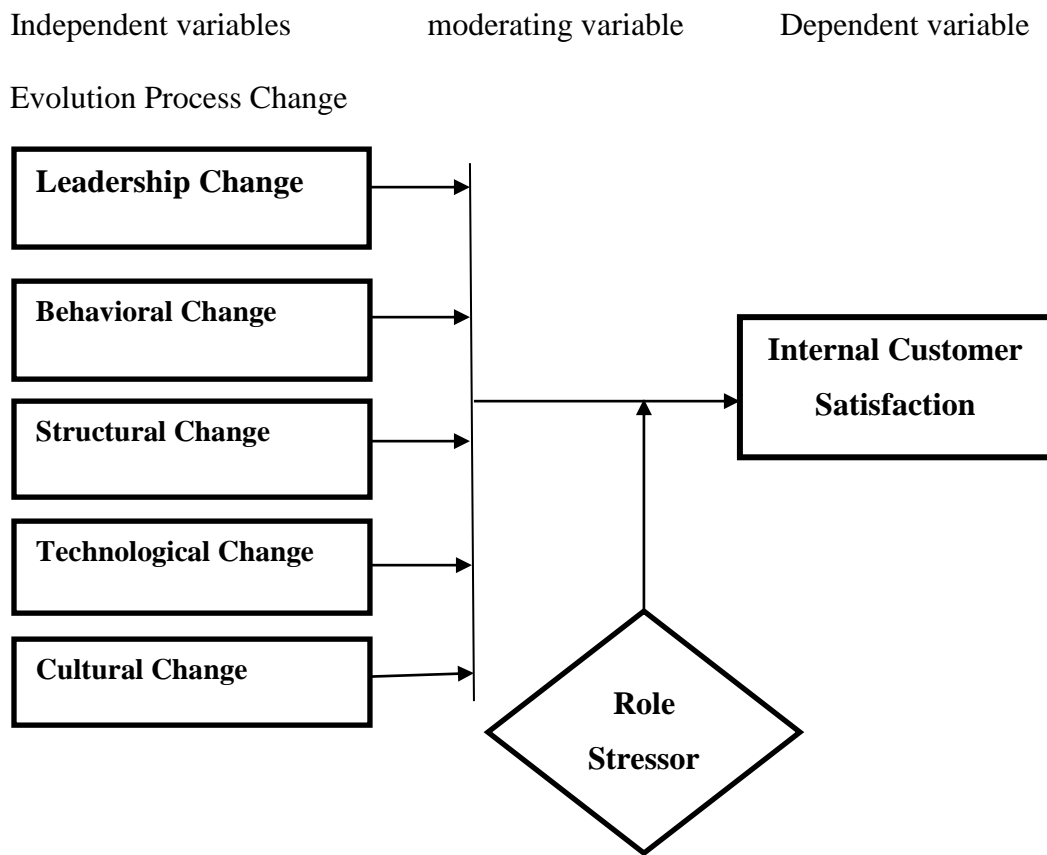 Independent variables moderating variable Dependent variable
Evolution Process Change
Leadership Change
Behavioral Change
Structural Change
Technological Change
Cultural Change
Internal Customer
Satisfaction
Role
Stressor